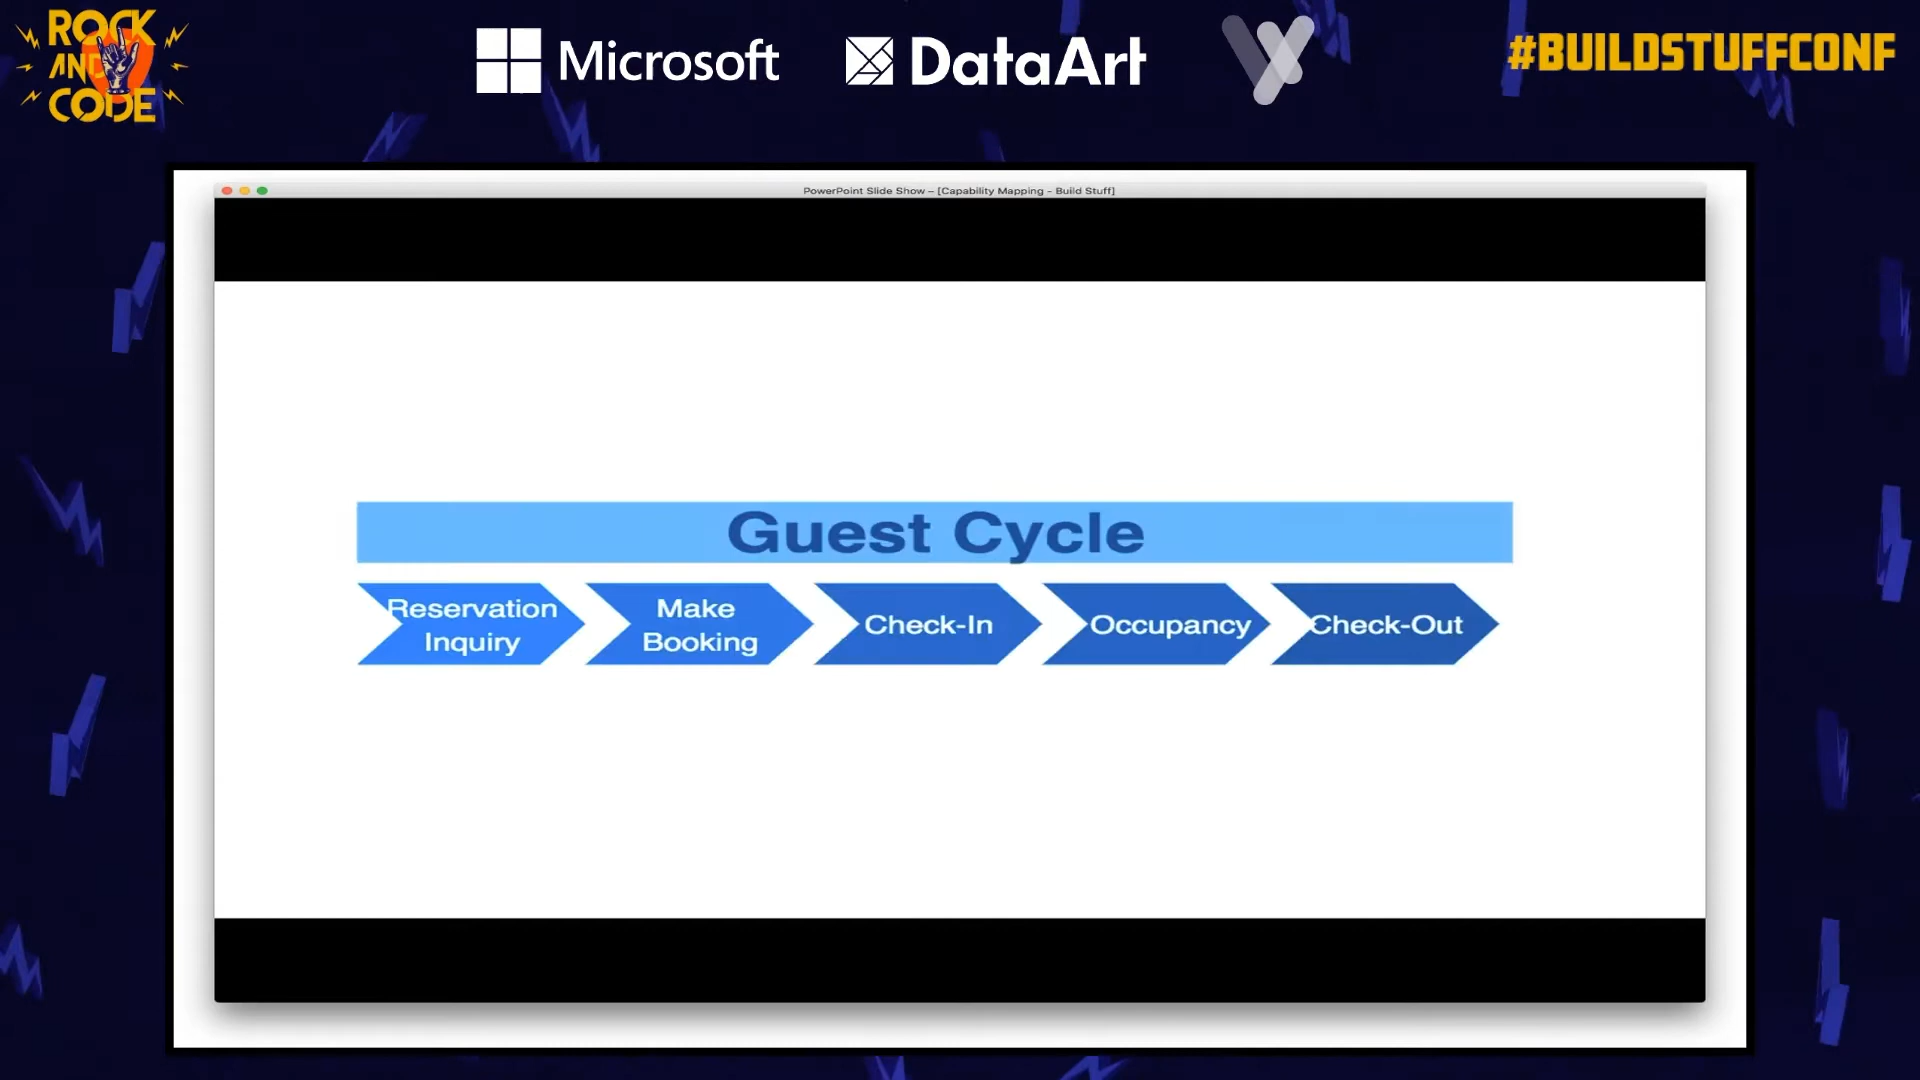 ROCK
AND
CODE
Microsoft
DataArt
#BUILDSTUFFCONF
PowerPoint Slide Show – [Capability Mapping - Build Stuff]
Guest Cycle
Reservation
Inquiry
Make
Booking
Check-In
Occupancy
Check-Out